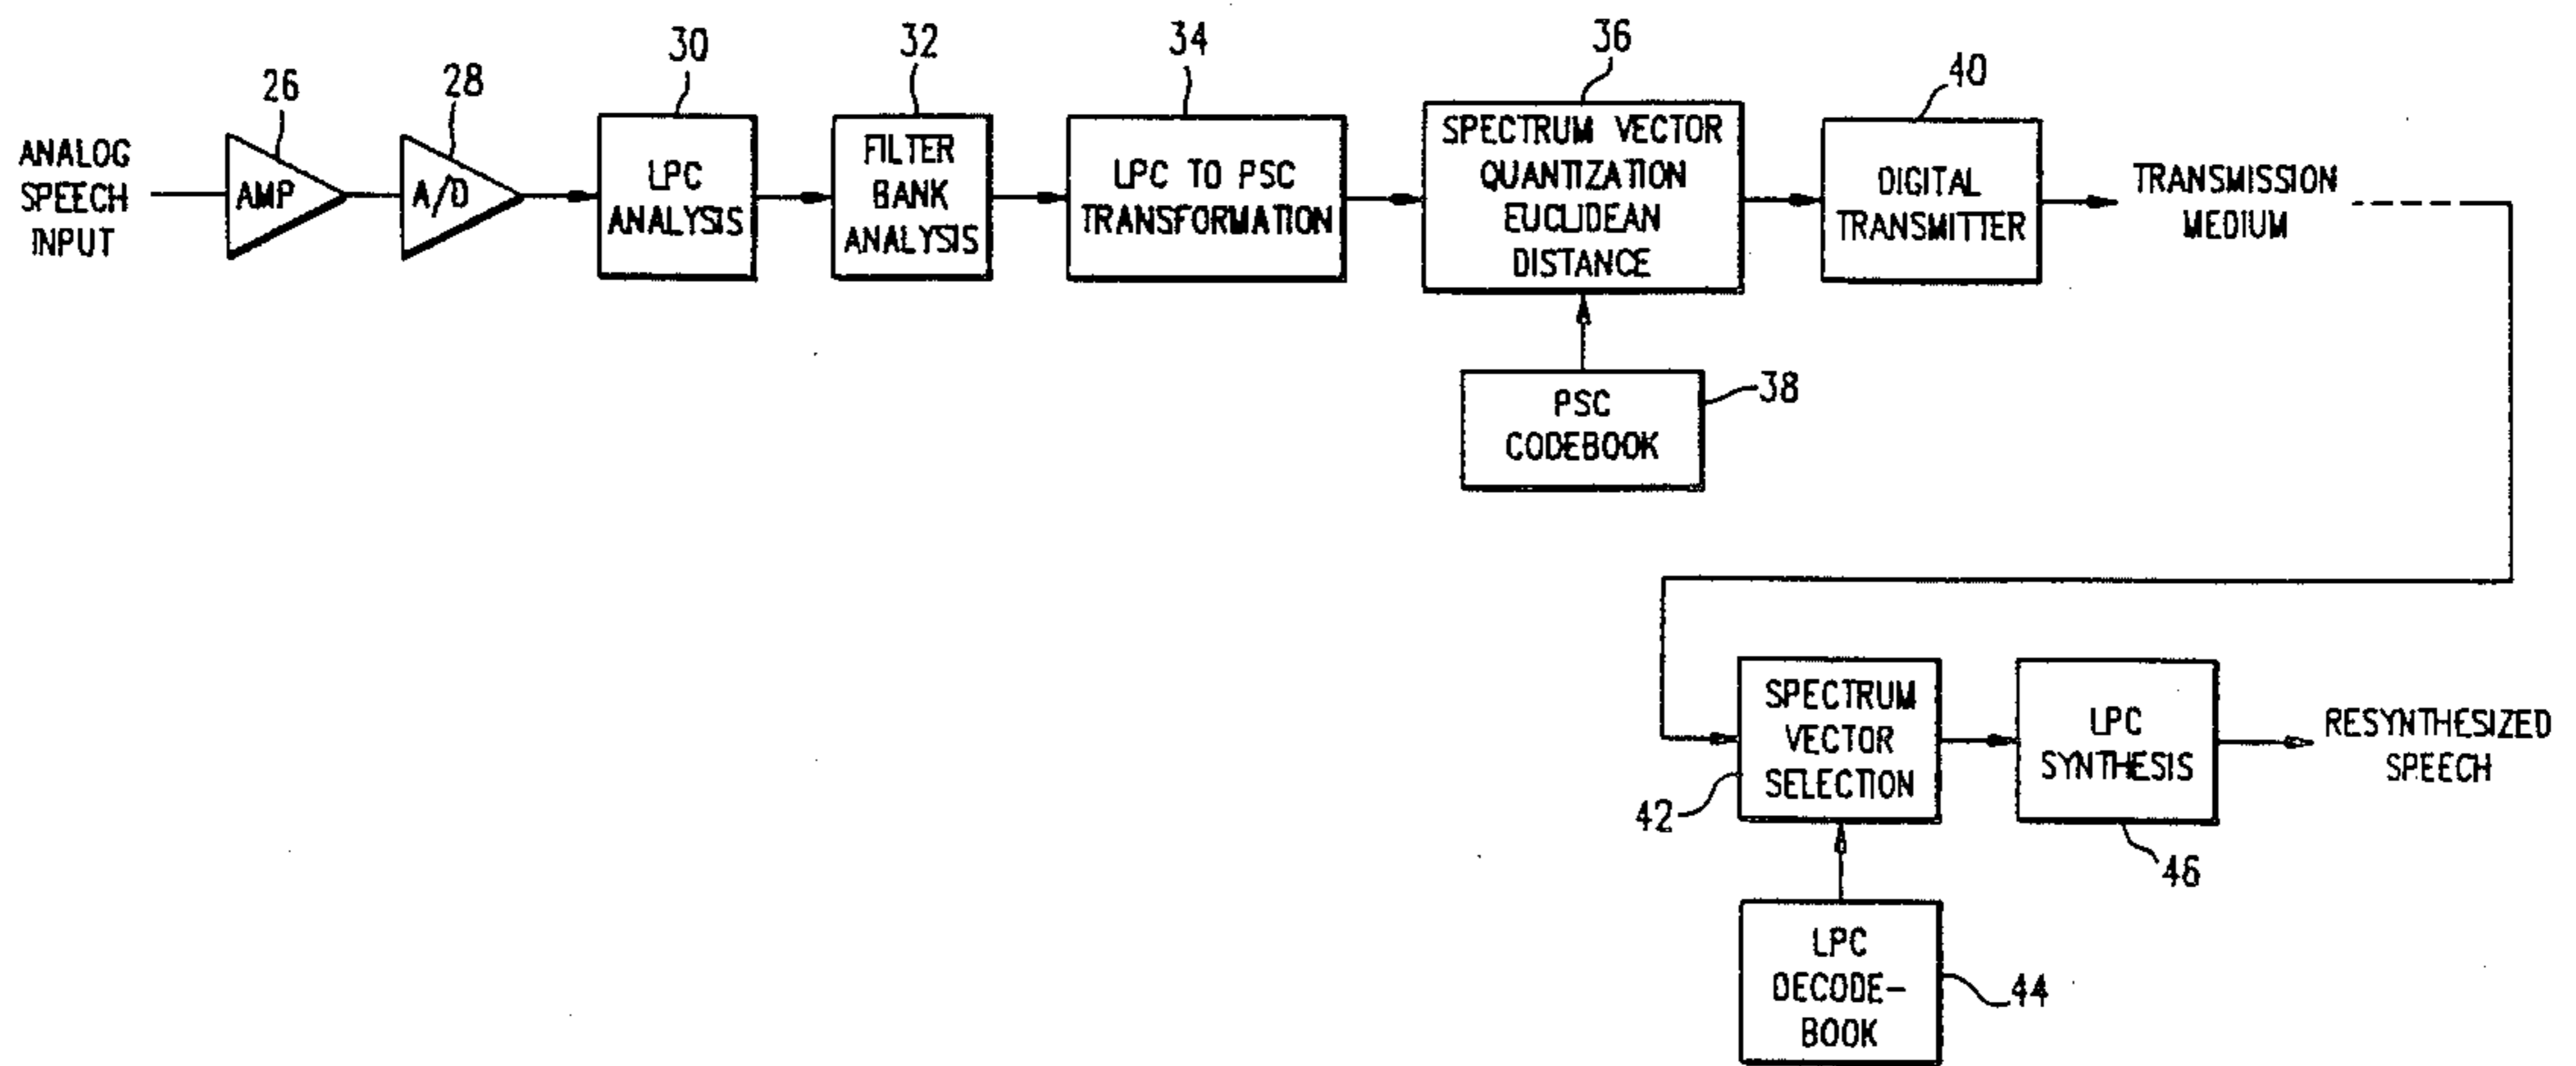 30
32
34
36
26
28
40
ANALOG
SPEECH
INPUT
AMP
A/D
LPC
ANALYSIS
FILTER
BANK
ANALYSIS
LPC TO PSC
TRANSFORMATION
SPECTRUM VECTOR
QUANTIZATION
EUCLIDEAN
DISTANCE
DIGITAL
TRANSMITTER
TRANSMISSION
MEDIUM
PSC
CODEBOOK
38
SPECTRUM
VECTOR
SELECTION
42
LPC
SYNTHESIS
46
RESYNTHESIZED
SPEECH
LPC
DECODE-
BOOK
44